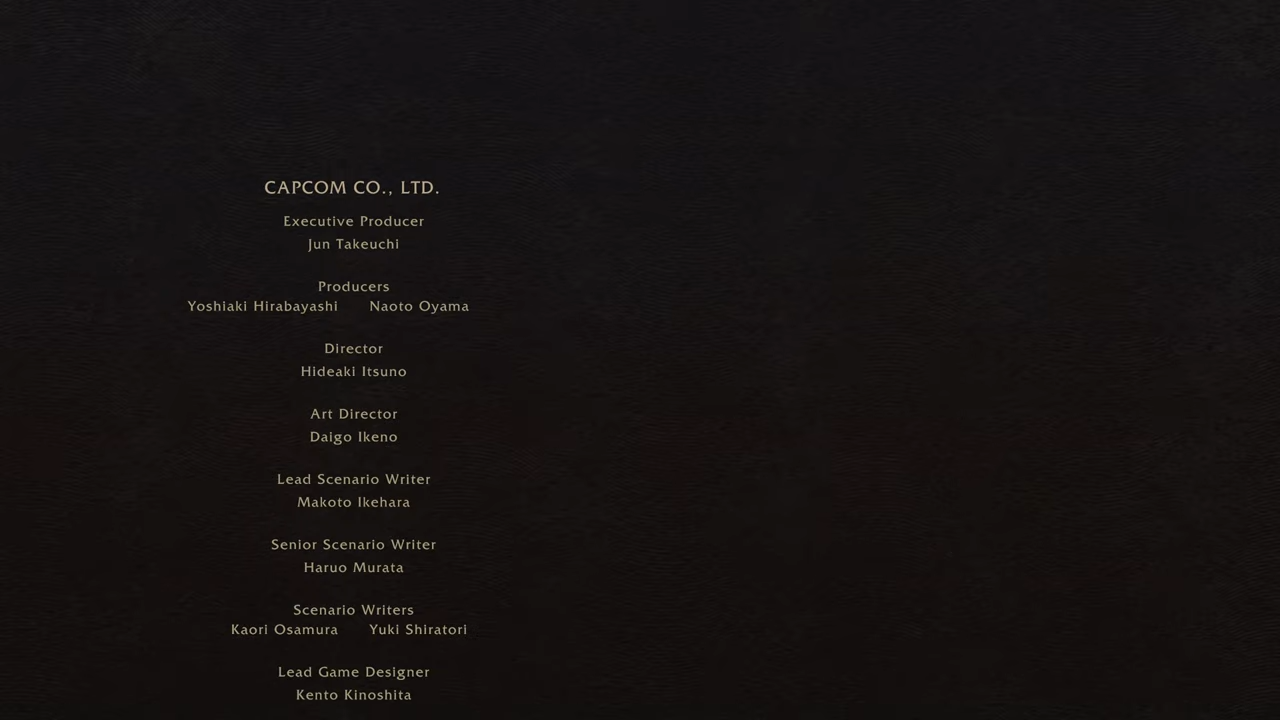 CAPCOM CO., LTD.
Executive Producer
Jun Takeuchi
Producers
Yoshiaki Hirabayashi Naoto Oyama
Director
Hideaki Itsuno
Art Director
Daigo Ikeno
Lead Scenario Writer
Makoto Ikehara
Senior Scenario Writer
Haruo Murata
Scenario Writers
Kaori Osamura Yuki Shiratori
Lead Game Designer
Kento Kinoshita